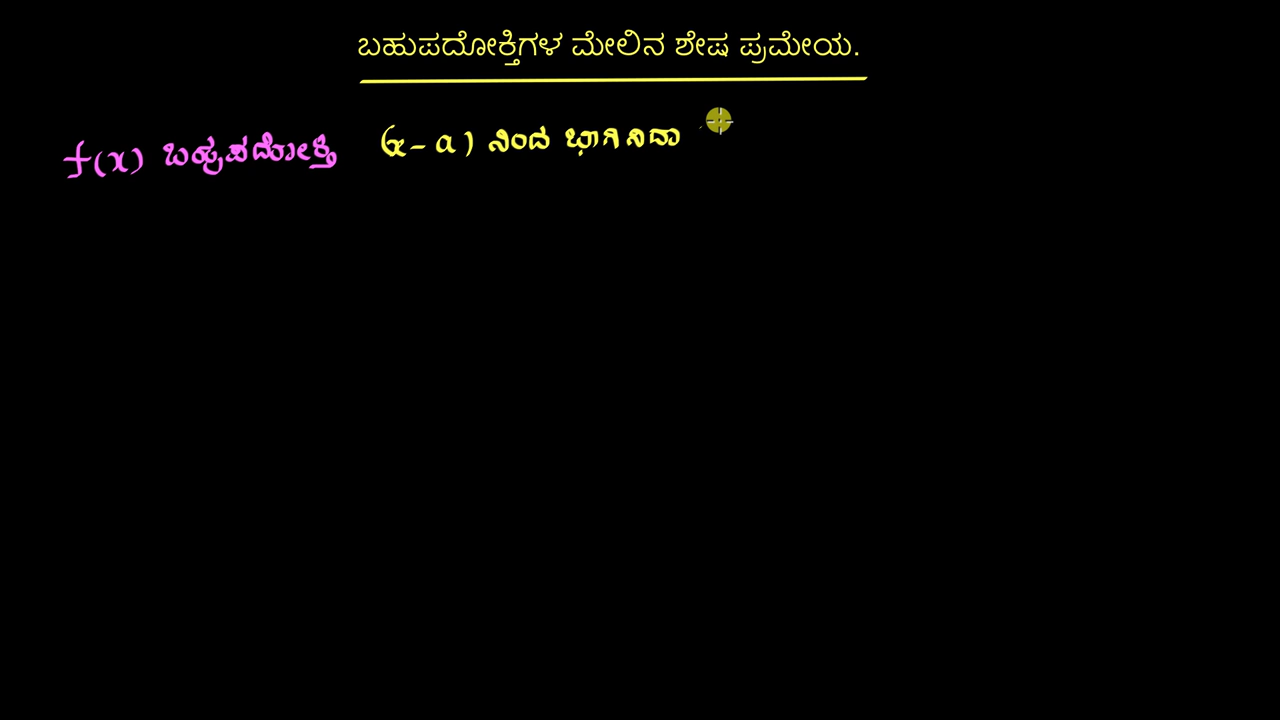 ಬಹುಪದೋಕ್ತಿಗಳ ಮೇಲಿನ ಶೇಷ ಪ್ರಮೇಯ.
f(x) ಬಹುಪದೋಕ್ತಿ (x-a) ನಿಂದ ಭಾಗಿಸಿದಾ